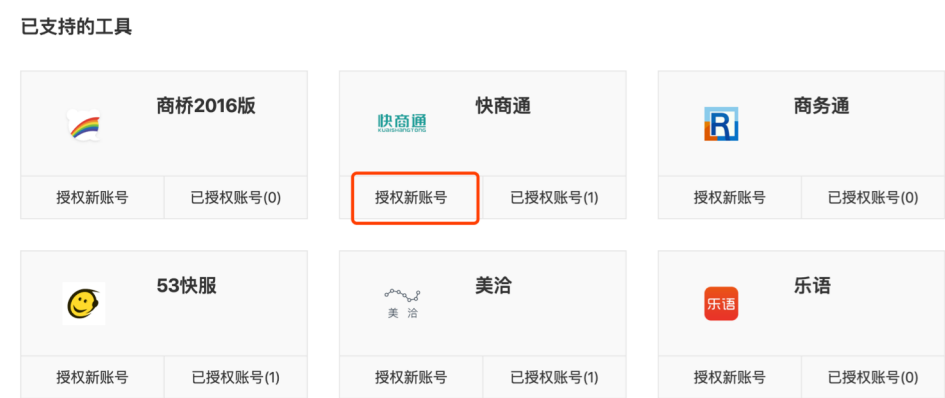 已支持的工具
商桥2016版
快商通
商务通
快商通
KUAISHANGTONG
R
授权新账号
已授权账号(0)
授权新账号
已授权账号(1)
授权新账号
已授权账号(0)
53快服
美洽
乐语
美洽
乐语
授权新账号
已授权账号(1)
授权新账号
已授权账号(1)
授权新账号
已授权账号(0)